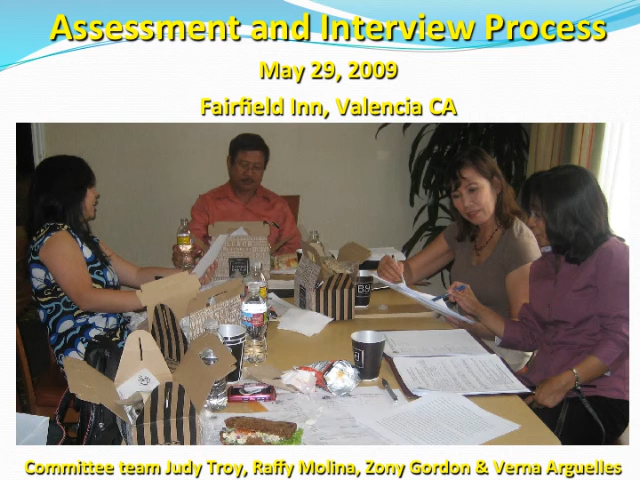 Assessment and Interview Process
May 29, 2009
Fairfield Inn, Valencia CA
Committee team Judy Troy, Raffy Molina, Zony Gordon & Verna Arguelles